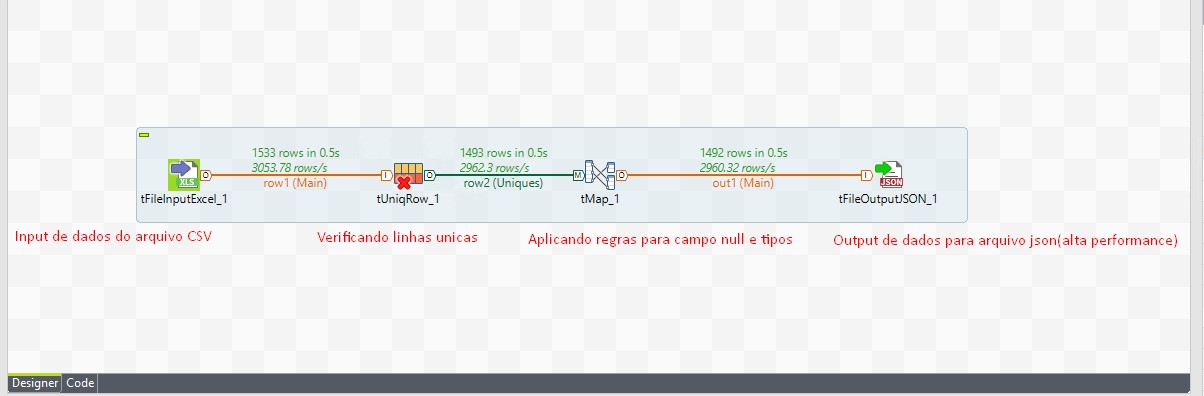 1533 rows in 0.5s
3053.78 rows/s
row1 (Main)
1493 rows in 0.5s
2962.3 rows/s
row2 (Uniques)
1492 rows in 0.5s
2960.32 rows/s
out1 (Main)
XLS
O
I
O
M
O
I
JSON
tFileInputExcel_1
tUniqRow_1
tMap_1
tFileOutputJSON_1
Input de dados do arquivo CSV
Verificando linhas unicas
Aplicando regras para campo null e tipos
Output de dados para arquivo json(alta performance)
Designer
Code